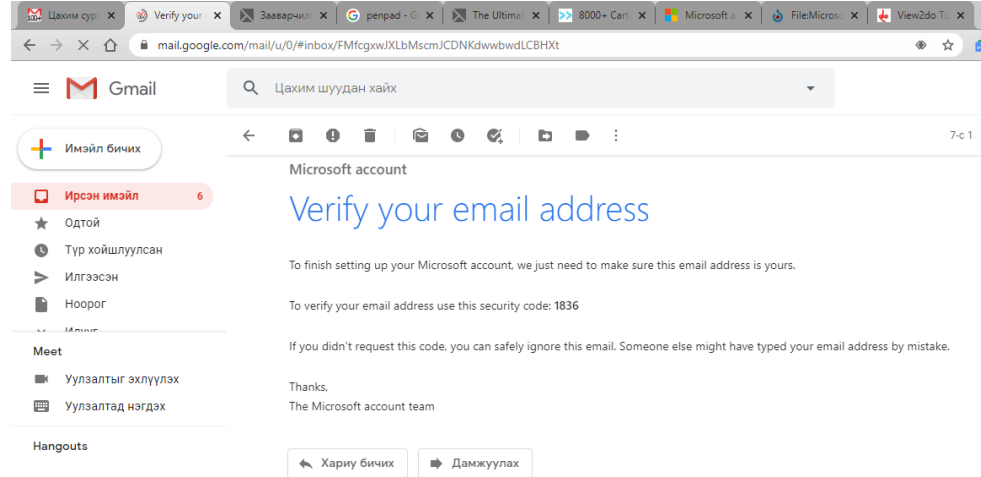 Цахим сур
Verify your
Зааварчил
penpad - G
The Ultima
8000+ Cart
Microsoft a
File:Microso
View2do Tu
mail.google.com/mail/u/0/#inbox/FMfcgxwJXLbMscmJCDNKdwwbwdLCBHXt
Gmail
Цахим шуудан хайх
Имэйл бичих
7-с 1
Ирсэн имэйл 6
Одтой
Түр хойшлуулсан
Илгээсэн
Ноорог
Meet
Уулзалтыг эхлүүлэх
Уулзалтад нэгдэх
Hangouts
Microsoft account
Verify your email address
To finish setting up your Microsoft account, we just need to make sure this email address is yours.
To verify your email address use this security code: 1836
If you didn't request this code, you can safely ignore this email. Someone else might have typed your email address by mistake.
Thanks,
The Microsoft account team
Хариу бичих
Дамжуулах